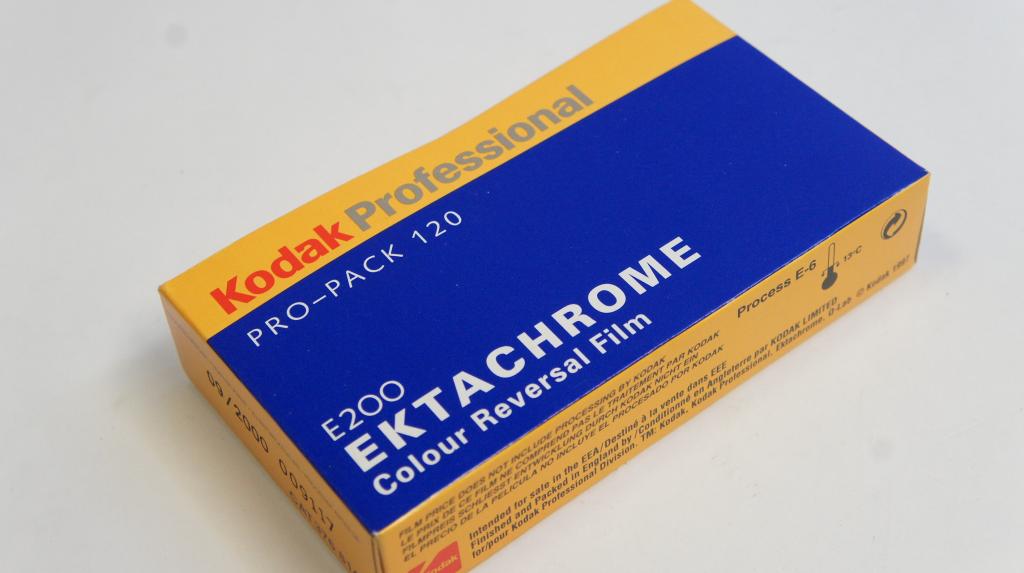 Kodak Professional
PRO-PACK 120
E200
EKTACHROME
Colour Reversal Film
09/2000 009117
FILM PRICE DOES NOT INCLUDE PROCESSING BY KODAK
LE PRIX DE CE FILM NE COMPREND PAS LE TRAITEMENT PAR KODAK
FILMPREIS SCHLIESST ENTWICKLUNG DURCH KODAK NICHT EIN
EL PRECIO DE LA PELICULA NO INCLUYE EL PROCESADO POR KODAK
Process E-6
13°C
Kodak
Intended for sale in the EEA/Destiné à la vente dans EEE
Finished and Packed in England by/Conditionné en Angleterre par KODAK LIMITED
for/pour Kodak Professional Division. TM: Kodak, Kodak Professional, Ektachrome, Q-Lab. © Kodak 1997